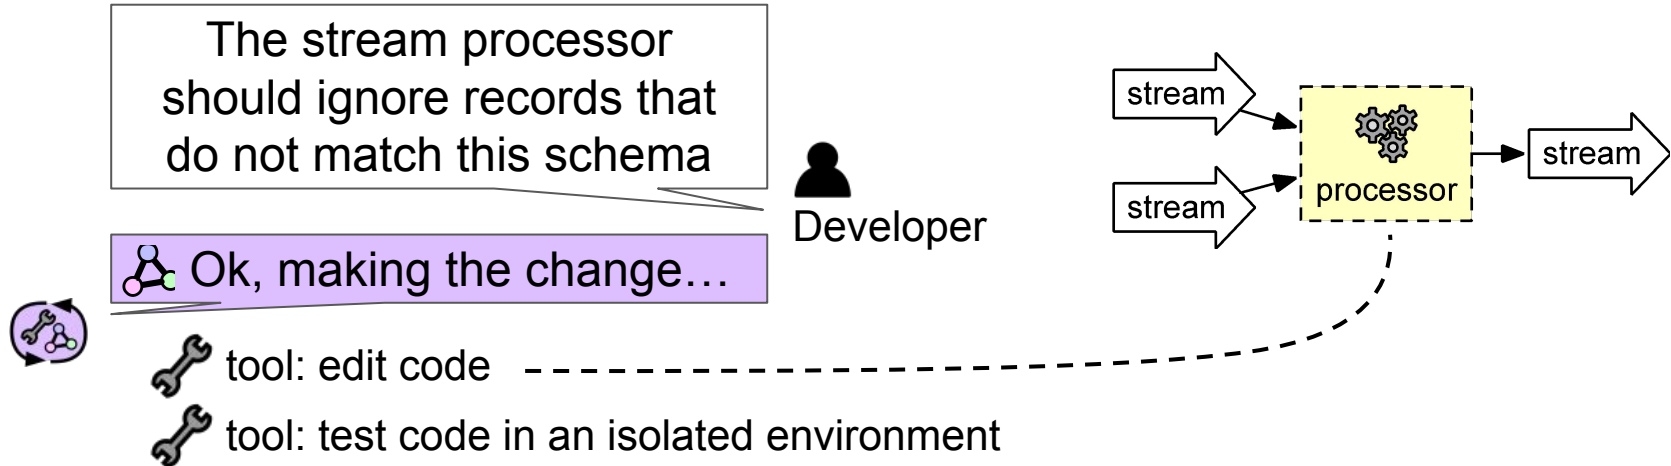 The stream processor
should ignore records that
do not match this schema
Developer
Ok, making the change…
tool: edit code
tool: test code in an isolated environment
stream
stream
processor
stream